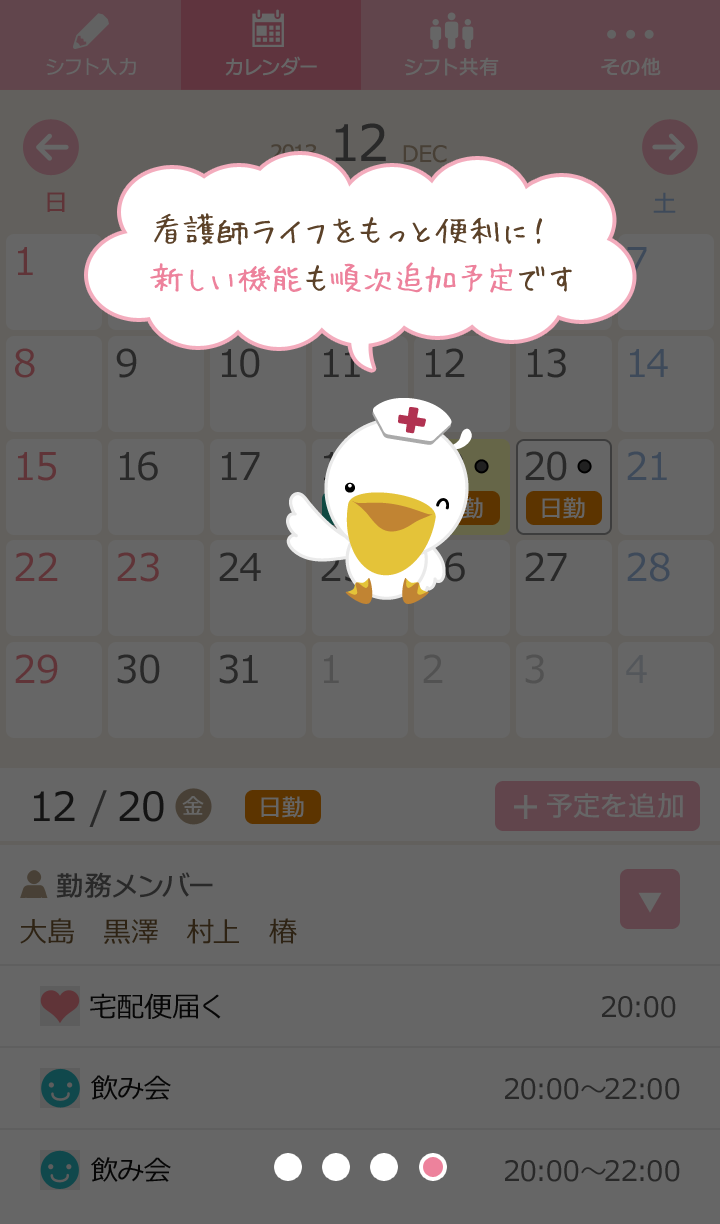 シフト入力 カレンダー シフト共有 その他
12 DEC
日 土
看護師ライフをもっと便利に!
新しい機能も順次追加予定です
1 7
8 9 10 11 12 13 14
15 16 17 20 21
日勤
22 23 24 27 28
29 30 31 1 2 3 4
12 / 20 金 日勤 +予定を追加
勤務メンバー
大島 黒澤 村上 椿
宅配便届く 20:00
飲み会 20:00〜22:00
飲み会 20:00〜22:00